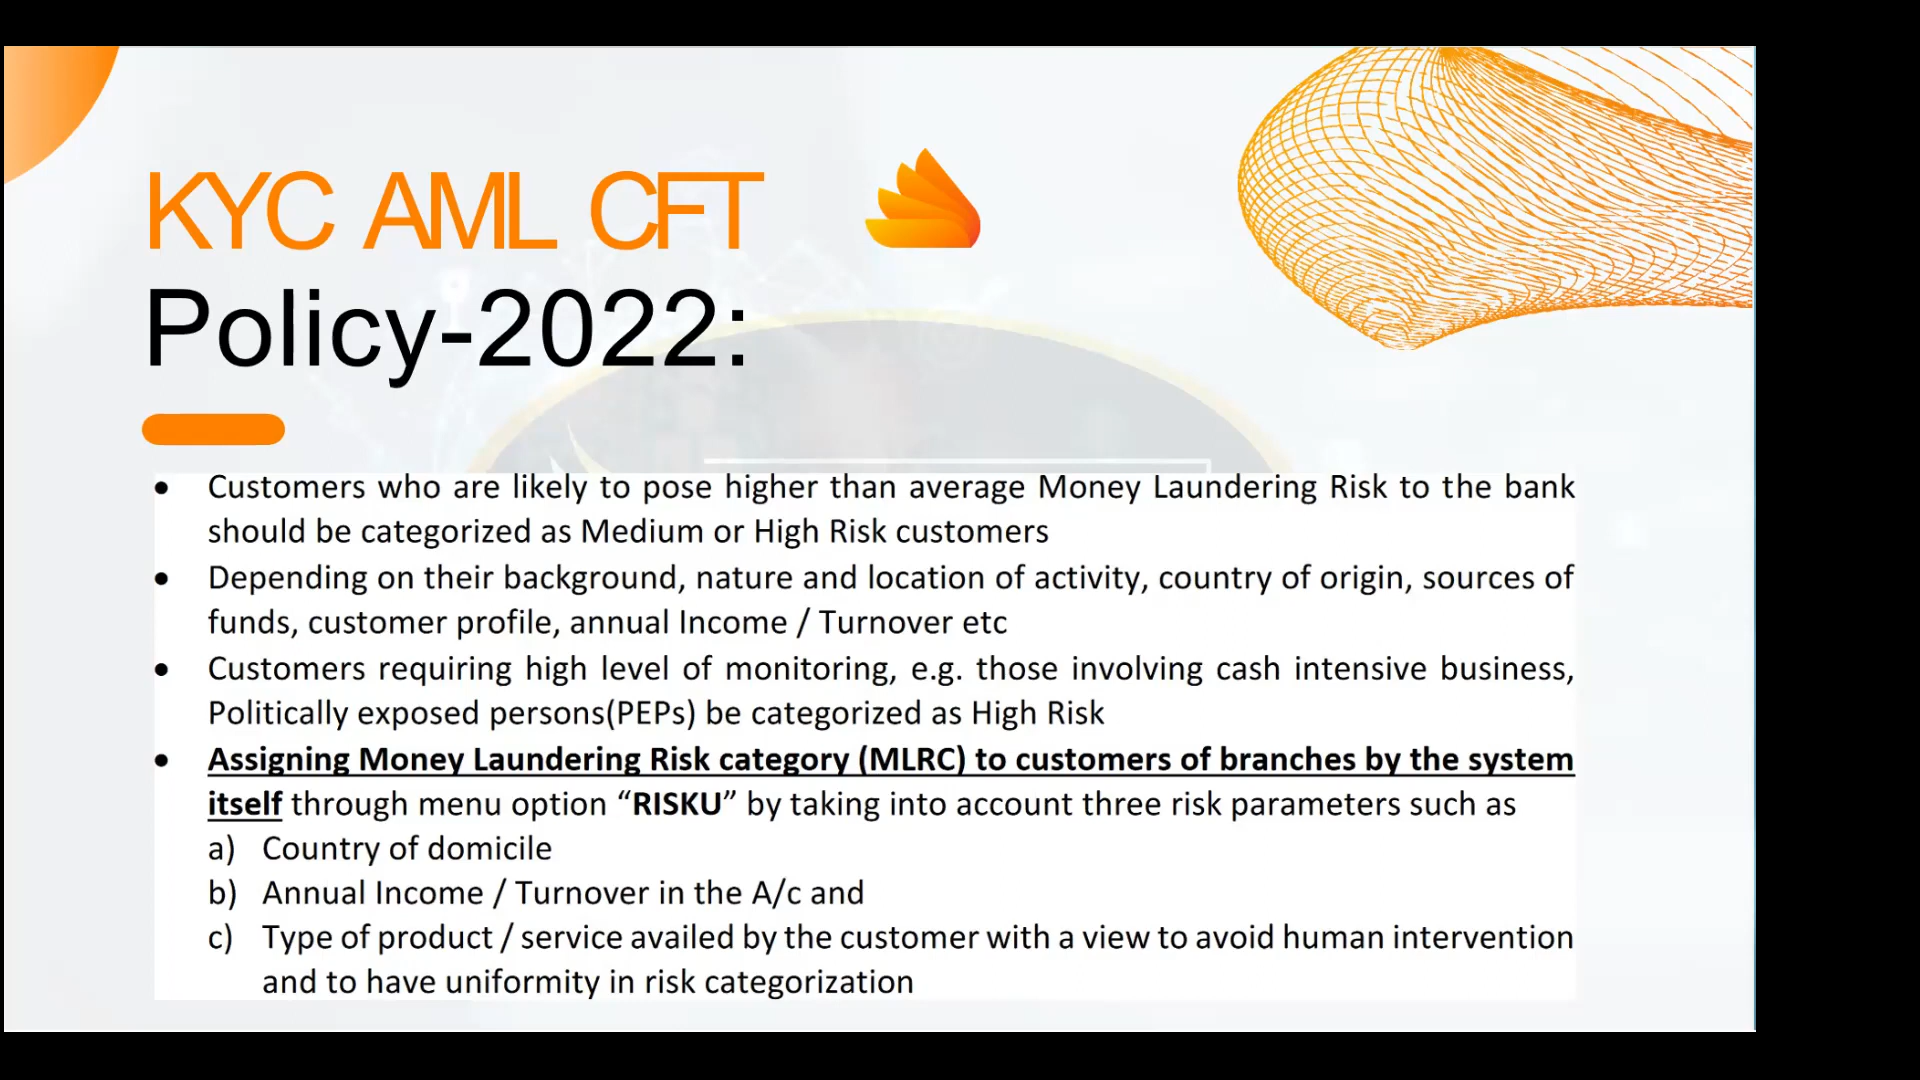 KYC AML CFT
Policy-2022:
• Customers who are likely to pose higher than average Money Laundering Risk to the bank
should be categorized as Medium or High Risk customers
• Depending on their background, nature and location of activity, country of origin, sources of
funds, customer profile, annual Income / Turnover etc
• Customers requiring high level of monitoring, e.g. those involving cash intensive business,
Politically exposed persons(PEPs) be categorized as High Risk
• Assigning Money Laundering Risk category (MLRC) to customers of branches by the system
itself through menu option “RISKU” by taking into account three risk parameters such as
a) Country of domicile
b) Annual Income / Turnover in the A/c and
c) Type of product / service availed by the customer with a view to avoid human intervention
and to have uniformity in risk categorization